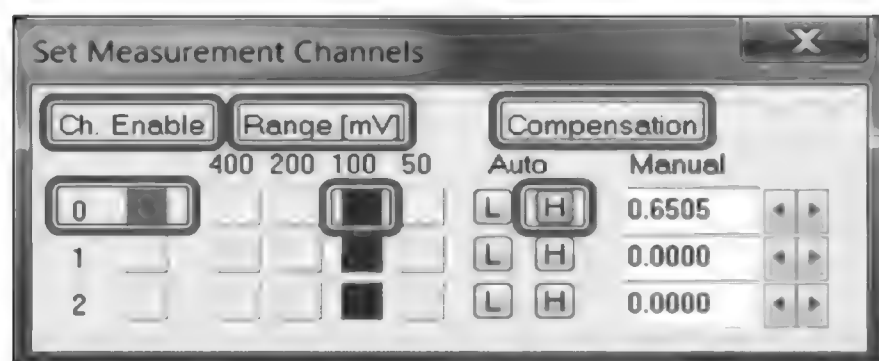 Set Measurement Channels
Ch. Enable Range [mV] Compensation
400 200 100 50 Auto Manual
0 L H 0.6505
1 L H 0.0000
2 L H 0.0000